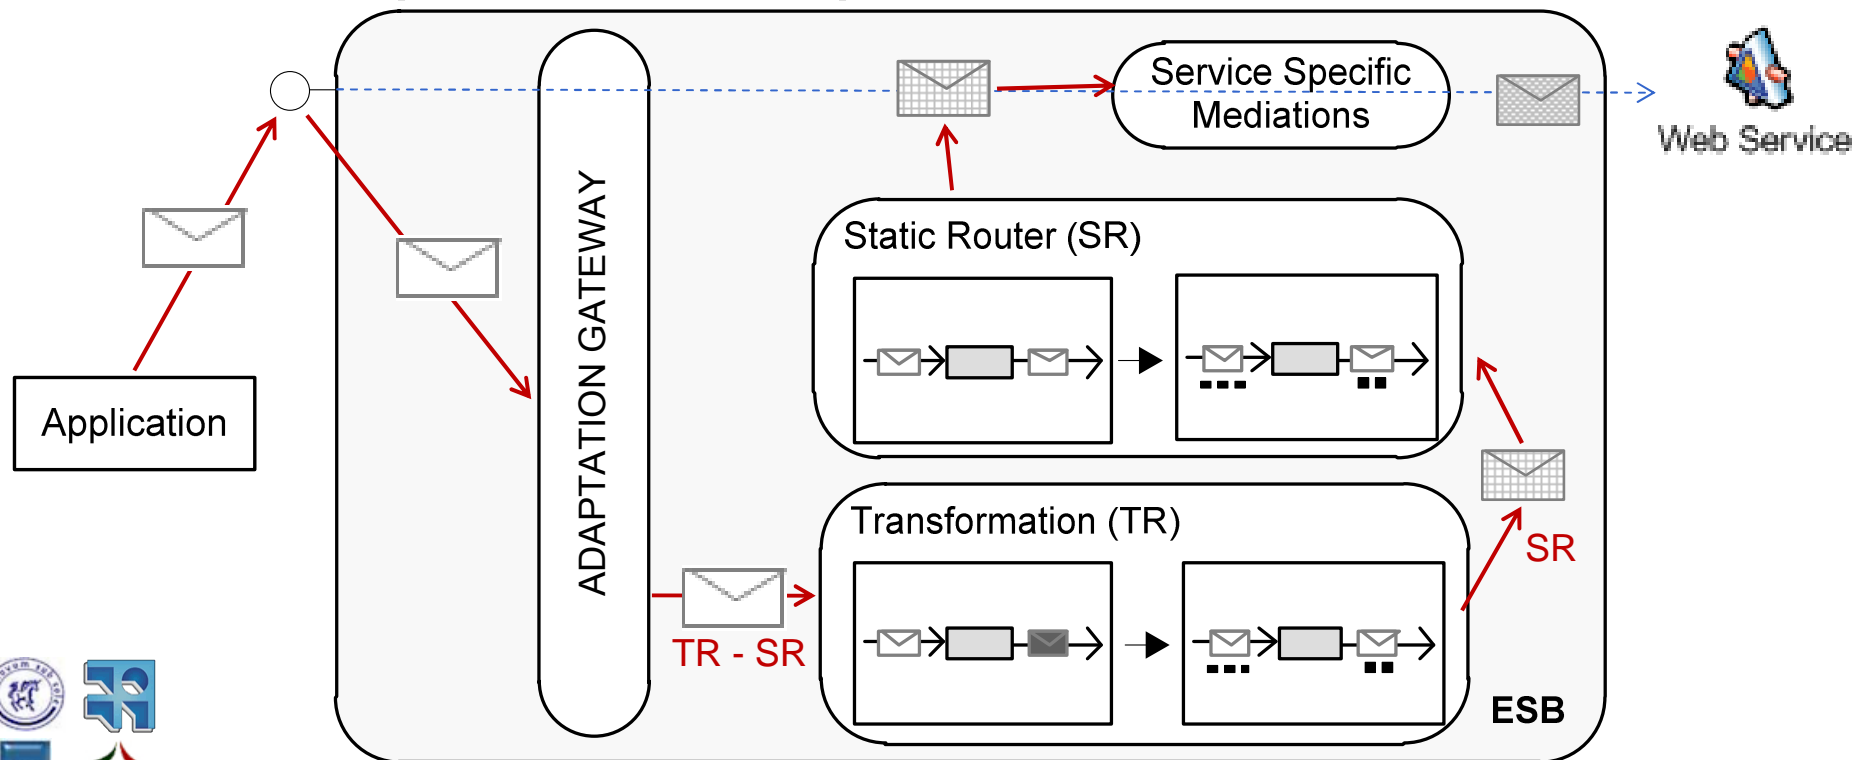 Service Specific
Mediations
Web Service
Static Router (SR)
Application
ADAPTATION GATEWAY
Transformation (TR)
SR
TR - SR
ESB